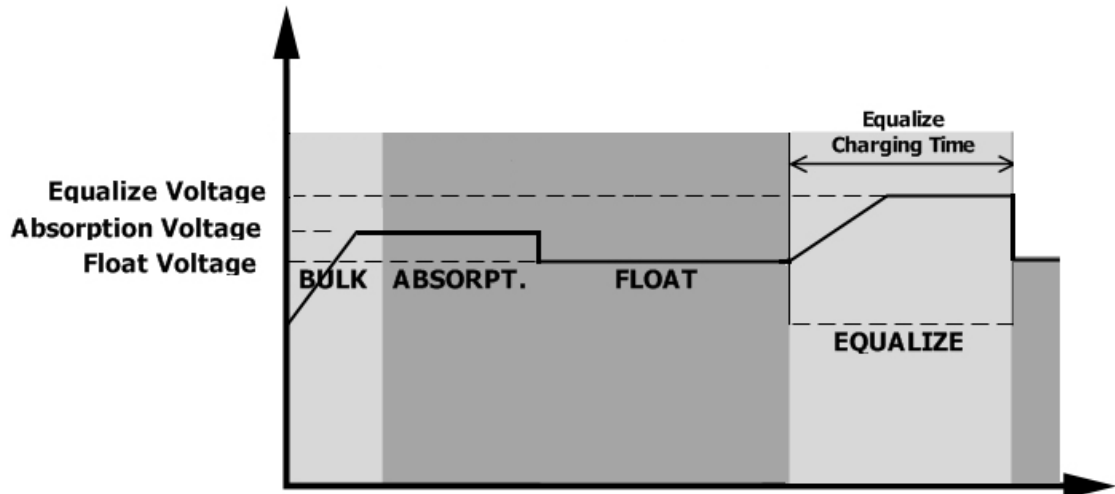 Equalize
Charging Time
Equalize Voltage
Absorption Voltage
Float Voltage
BULK
ABSORPT.
FLOAT
EQUALIZE